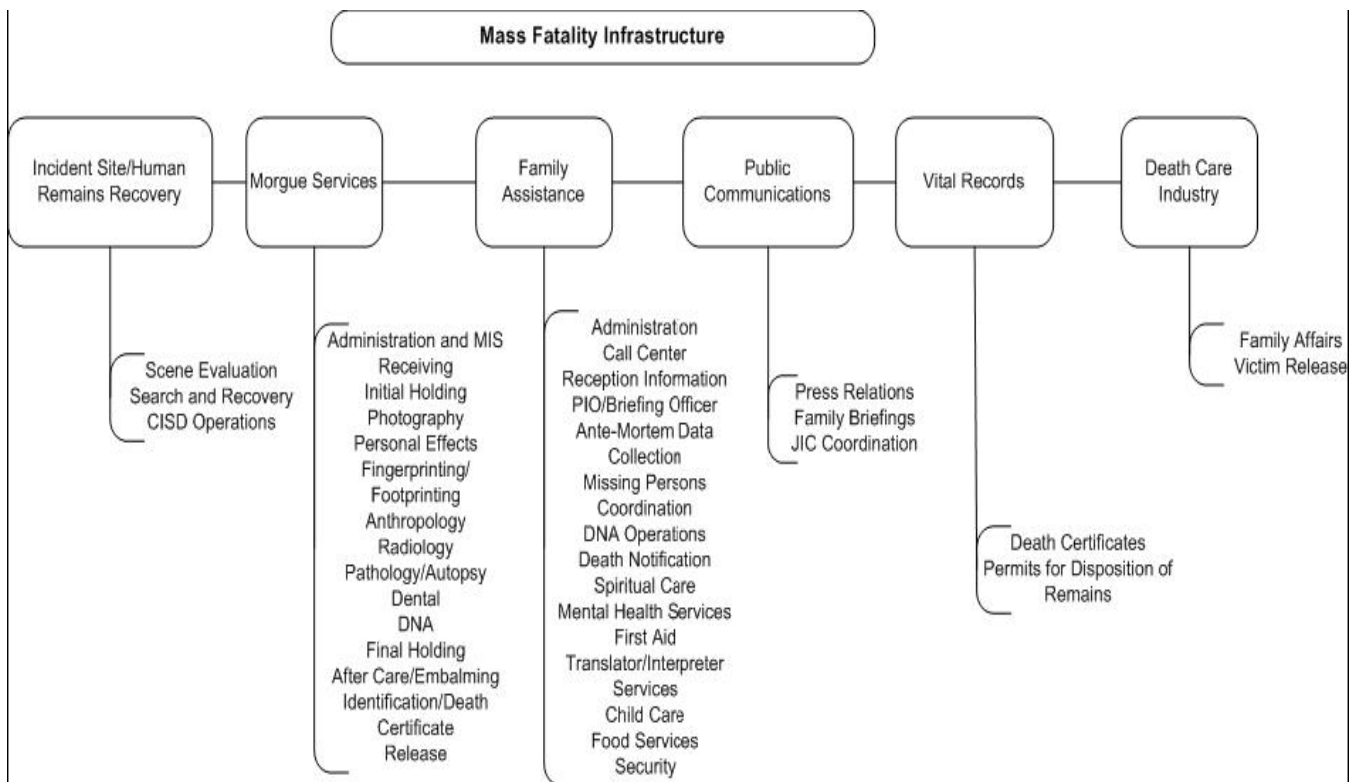 Mass Fatality Infrastructure
Incident Site/Human
Remains Recovery
Morgue Services
Family
Assistance
Public
Communications
Vital Records
Death Care
Industry
Scene Evaluation
Search and Recovery
CISD Operations
Administration and MIS
Receiving
Initial Holding
Photography
Personal Effects
Fingerprinting/
Footprinting
Anthropology
Radiology
Pathology/Autopsy
Dental
DNA
Final Holding
After Care/Embalming
Identification/Death
Certificate
Release
Administration
Call Center
Reception Information
PIO/Briefing Officer
Ante-Mortem Data
Collection
Missing Persons
Coordination
DNA Operations
Death Notification
Spiritual Care
Mental Health Services
First Aid
Translator/Interpreter
Services
Child Care
Food Services
Security
Press Relations
Family Briefings
JIC Coordination
Death Certificates
Permits for Disposition of
Remains
Family Affairs
Victim Release